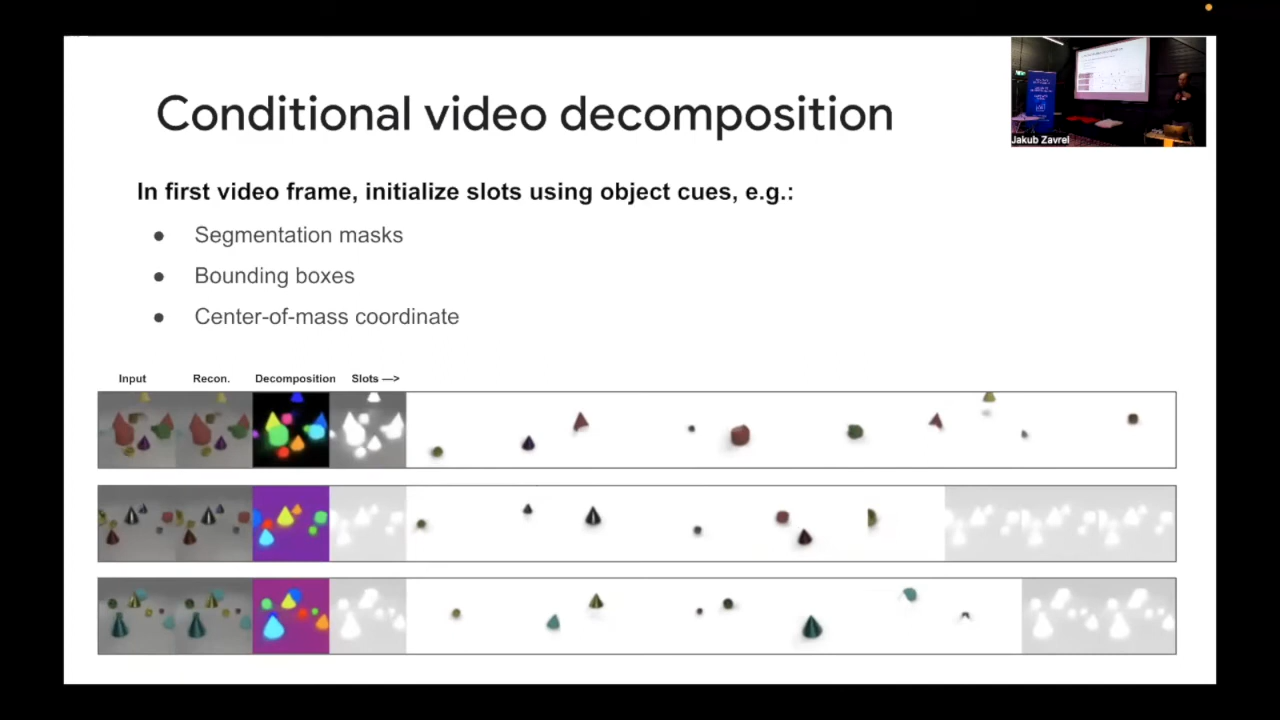 Conditional video decomposition
Jakub Zavrel
In first video frame, initialize slots using object cues, e.g.:
● Segmentation masks
● Bounding boxes
● Center-of-mass coordinate
Input Recon. Decomposition Slots —>